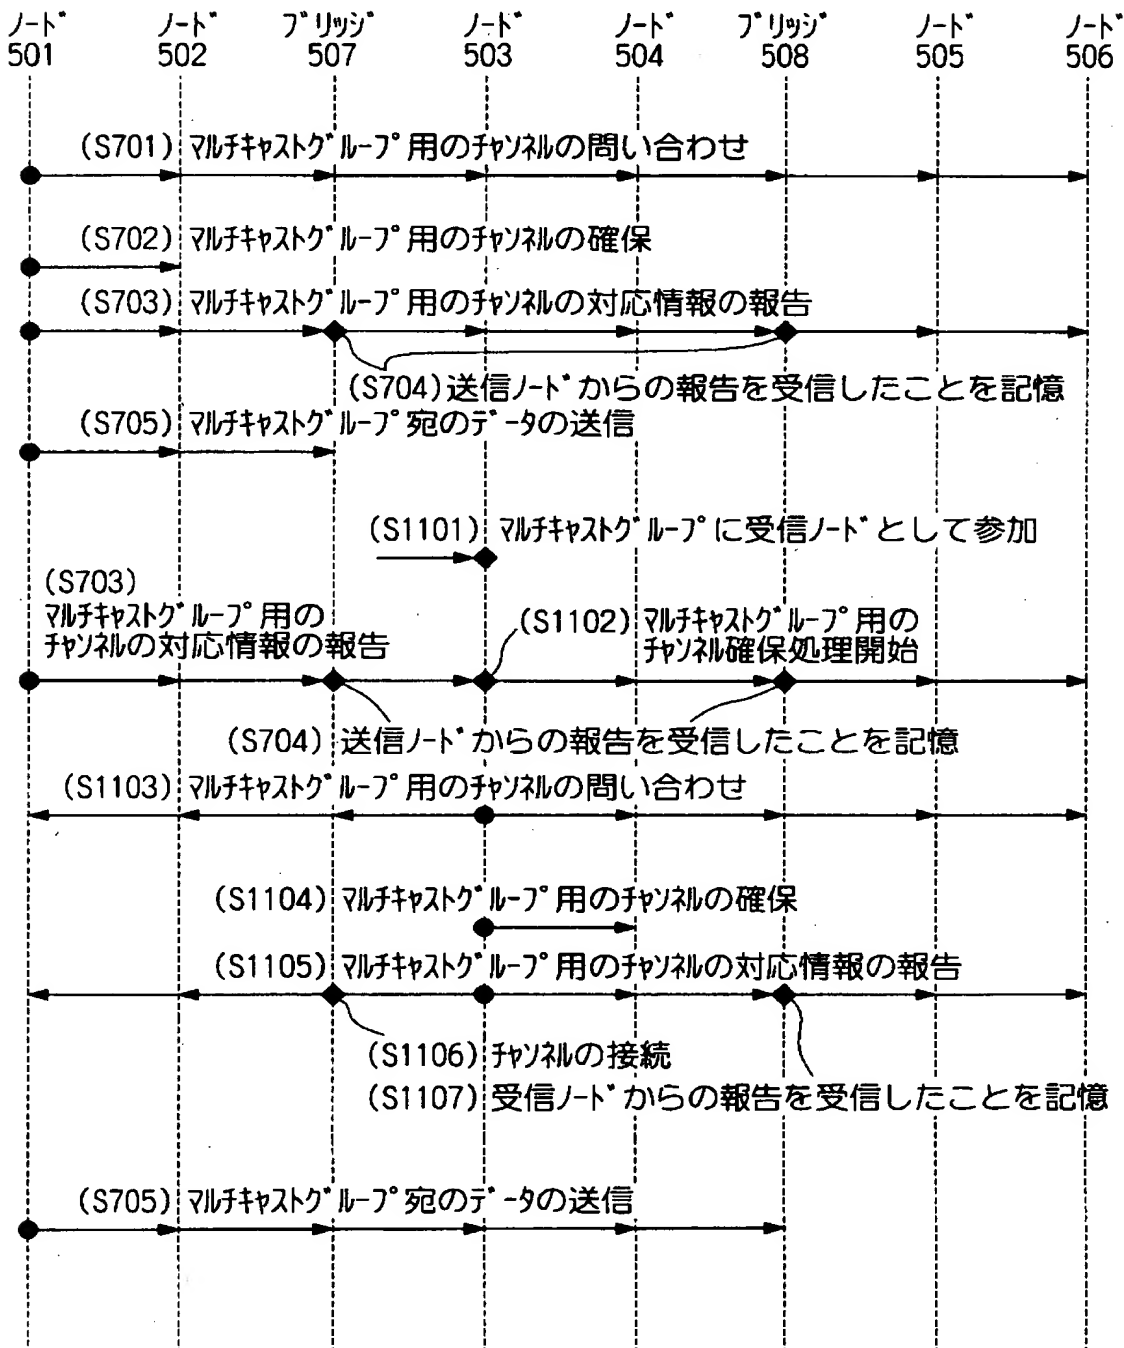 ノード ノード ブリッジ ノード ノード ブリッジ ノード ノード
501 502 507 503 504 508 505 506
(S701) マルチキャストグループ用のチャンネルの問い合わせ
(S702) マルチキャストグループ用のチャンネルの確保
(S703) マルチキャストグループ用のチャンネルの対応情報の報告
(S704) 送信ノードからの報告を受信したことを記憶
(S705) マルチキャストグループ宛のデータの送信
(S1101) マルチキャストグループに受信ノードとして参加
(S703)
マルチキャストグループ用の
チャンネルの対応情報の報告
(S1102) マルチキャストグループ用の
チャンネル確保処理開始
(S704) 送信ノードからの報告を受信したことを記憶
(S1103) マルチキャストグループ用のチャンネルの問い合わせ
(S1104) マルチキャストグループ用のチャンネルの確保
(S1105) マルチキャストグループ用のチャンネルの対応情報の報告
(S1106) チャンネルの接続
(S1107) 受信ノードからの報告を受信したことを記憶
(S705) マルチキャストグループ宛のデータの送信